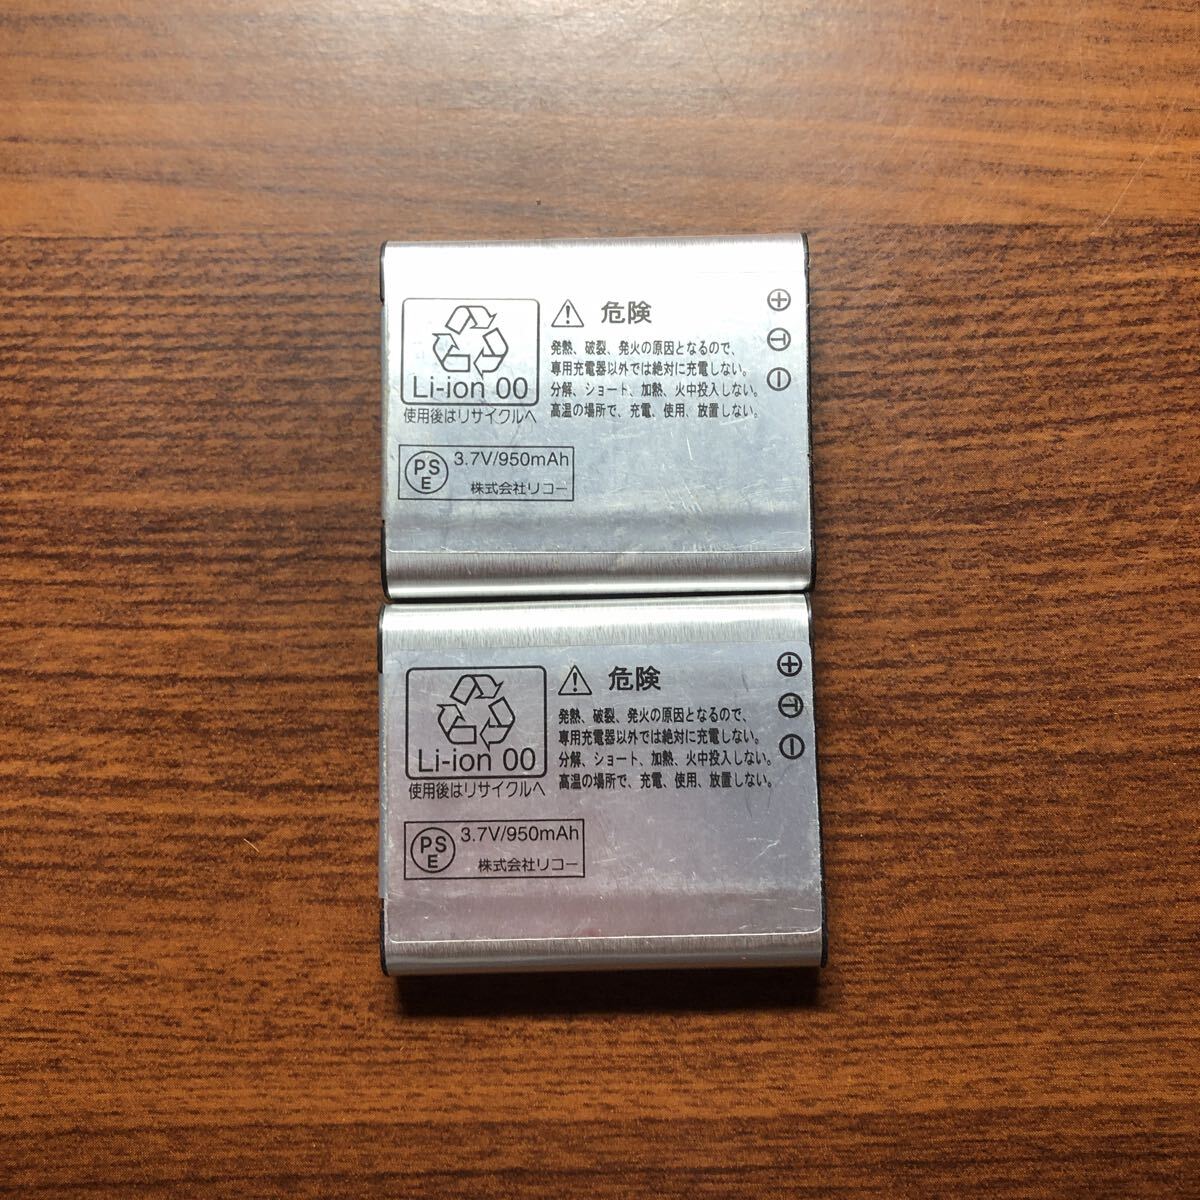 ⚠ 危険
発熱、破裂、発火の原因となるので、
専用充電器以外では絶対に充電しない。
分解、ショート、加熱、火中投入しない。
高温の場所で、充電、使用、放置しない。
⊕
T
⊖
Li-ion 00
使用後はリサイクルへ
PS
E
3.7V/950mAh
株式会社リコー
⚠ 危険
発熱、破裂、発火の原因となるので、
専用充電器以外では絶対に充電しない。
分解、ショート、加熱、火中投入しない。
高温の場所で、充電、使用、放置しない。
⊕
T
⊖
Li-ion 00
使用後はリサイクルへ
PS
E
3.7V/950mAh
株式会社リコー